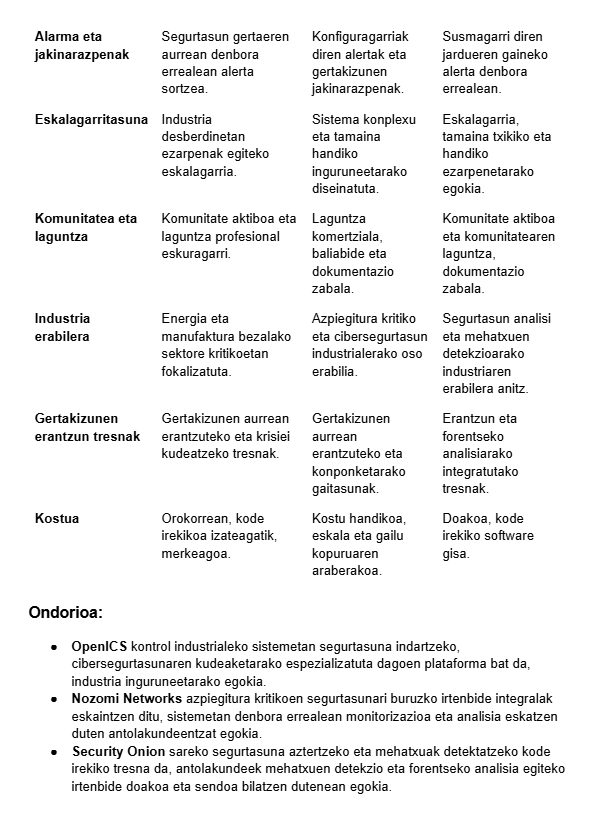 Alarma eta jakinarazpenak
Segurtasun gertaeren aurrean denbora errealean alerta sortzea.
Konfiguragarriak diren alertak eta gertakizunen jakinarazpenak.
Susmagarri diren jardueren gaineko alerta denbora errealean.
Eskalagarritasuna
Industria desberdinetan ezarpenak egiteko eskalagarria.
Sistema konplexu eta tamaina handiko inguruneetarako diseinatuta.
Eskalagarria, tamaina txikiko eta handiko ezarpenetarako egokia.
Komunitatea eta laguntza
Komunitate aktiboa eta laguntza profesional eskuragarri.
Laguntza komertziala, baliabide eta dokumentazio zabala.
Komunitate aktiboa eta komunitatearen laguntza, dokumentazio zabala.
Industria erabilera
Energia eta manufaktura bezalako sektore kritikoetan fokalizatuta.
Azpiegitura kritiko eta cibersegurtasun industrialerako oso erabilia.
Segurtasun analisi eta mehatxuen detekzioarako industriaren erabilera anitz.
Gertakizunen erantzun tresnak
Gertakizunen aurrean erantzuteko eta krisiei kudeatzeko tresnak.
Gertakizunen aurrean erantzuteko eta konponketarako gaitasunak.
Erantzun eta forentseko analisiarako integratutako tresnak.
Kostua
Orokorrean, kode irekikoa izateagatik, merkeagoa.
Kostu handikoa, eskala eta gailu kopuruaren araberakoa.
Doakoa, kode irekiko software gisa.
Ondorioa:
● OpenICS kontrol industrialeko sistemetan segurtasuna indartzeko,
cibersegurtasunaren kudeaketarako espezializatuta dagoen plataforma bat da,
industria inguruneetarako egokia.
● Nozomi Networks azpiegitura kritikoen segurtasunari buruzko irtenbide integralak
eskaintzen ditu, sistemetan denbora errealean monitorizazioa eta analisia eskatzen
duten antolakundeentzat egokia.
● Security Onion sareko segurtasuna aztertzeko eta mehatxuak detektatzeko kode
irekiko tresna da, antolakundeek mehatxuen detekzio eta forentseko analisia egiteko
irtenbide doakoa eta sendoa bilatzen dutenean egokia.